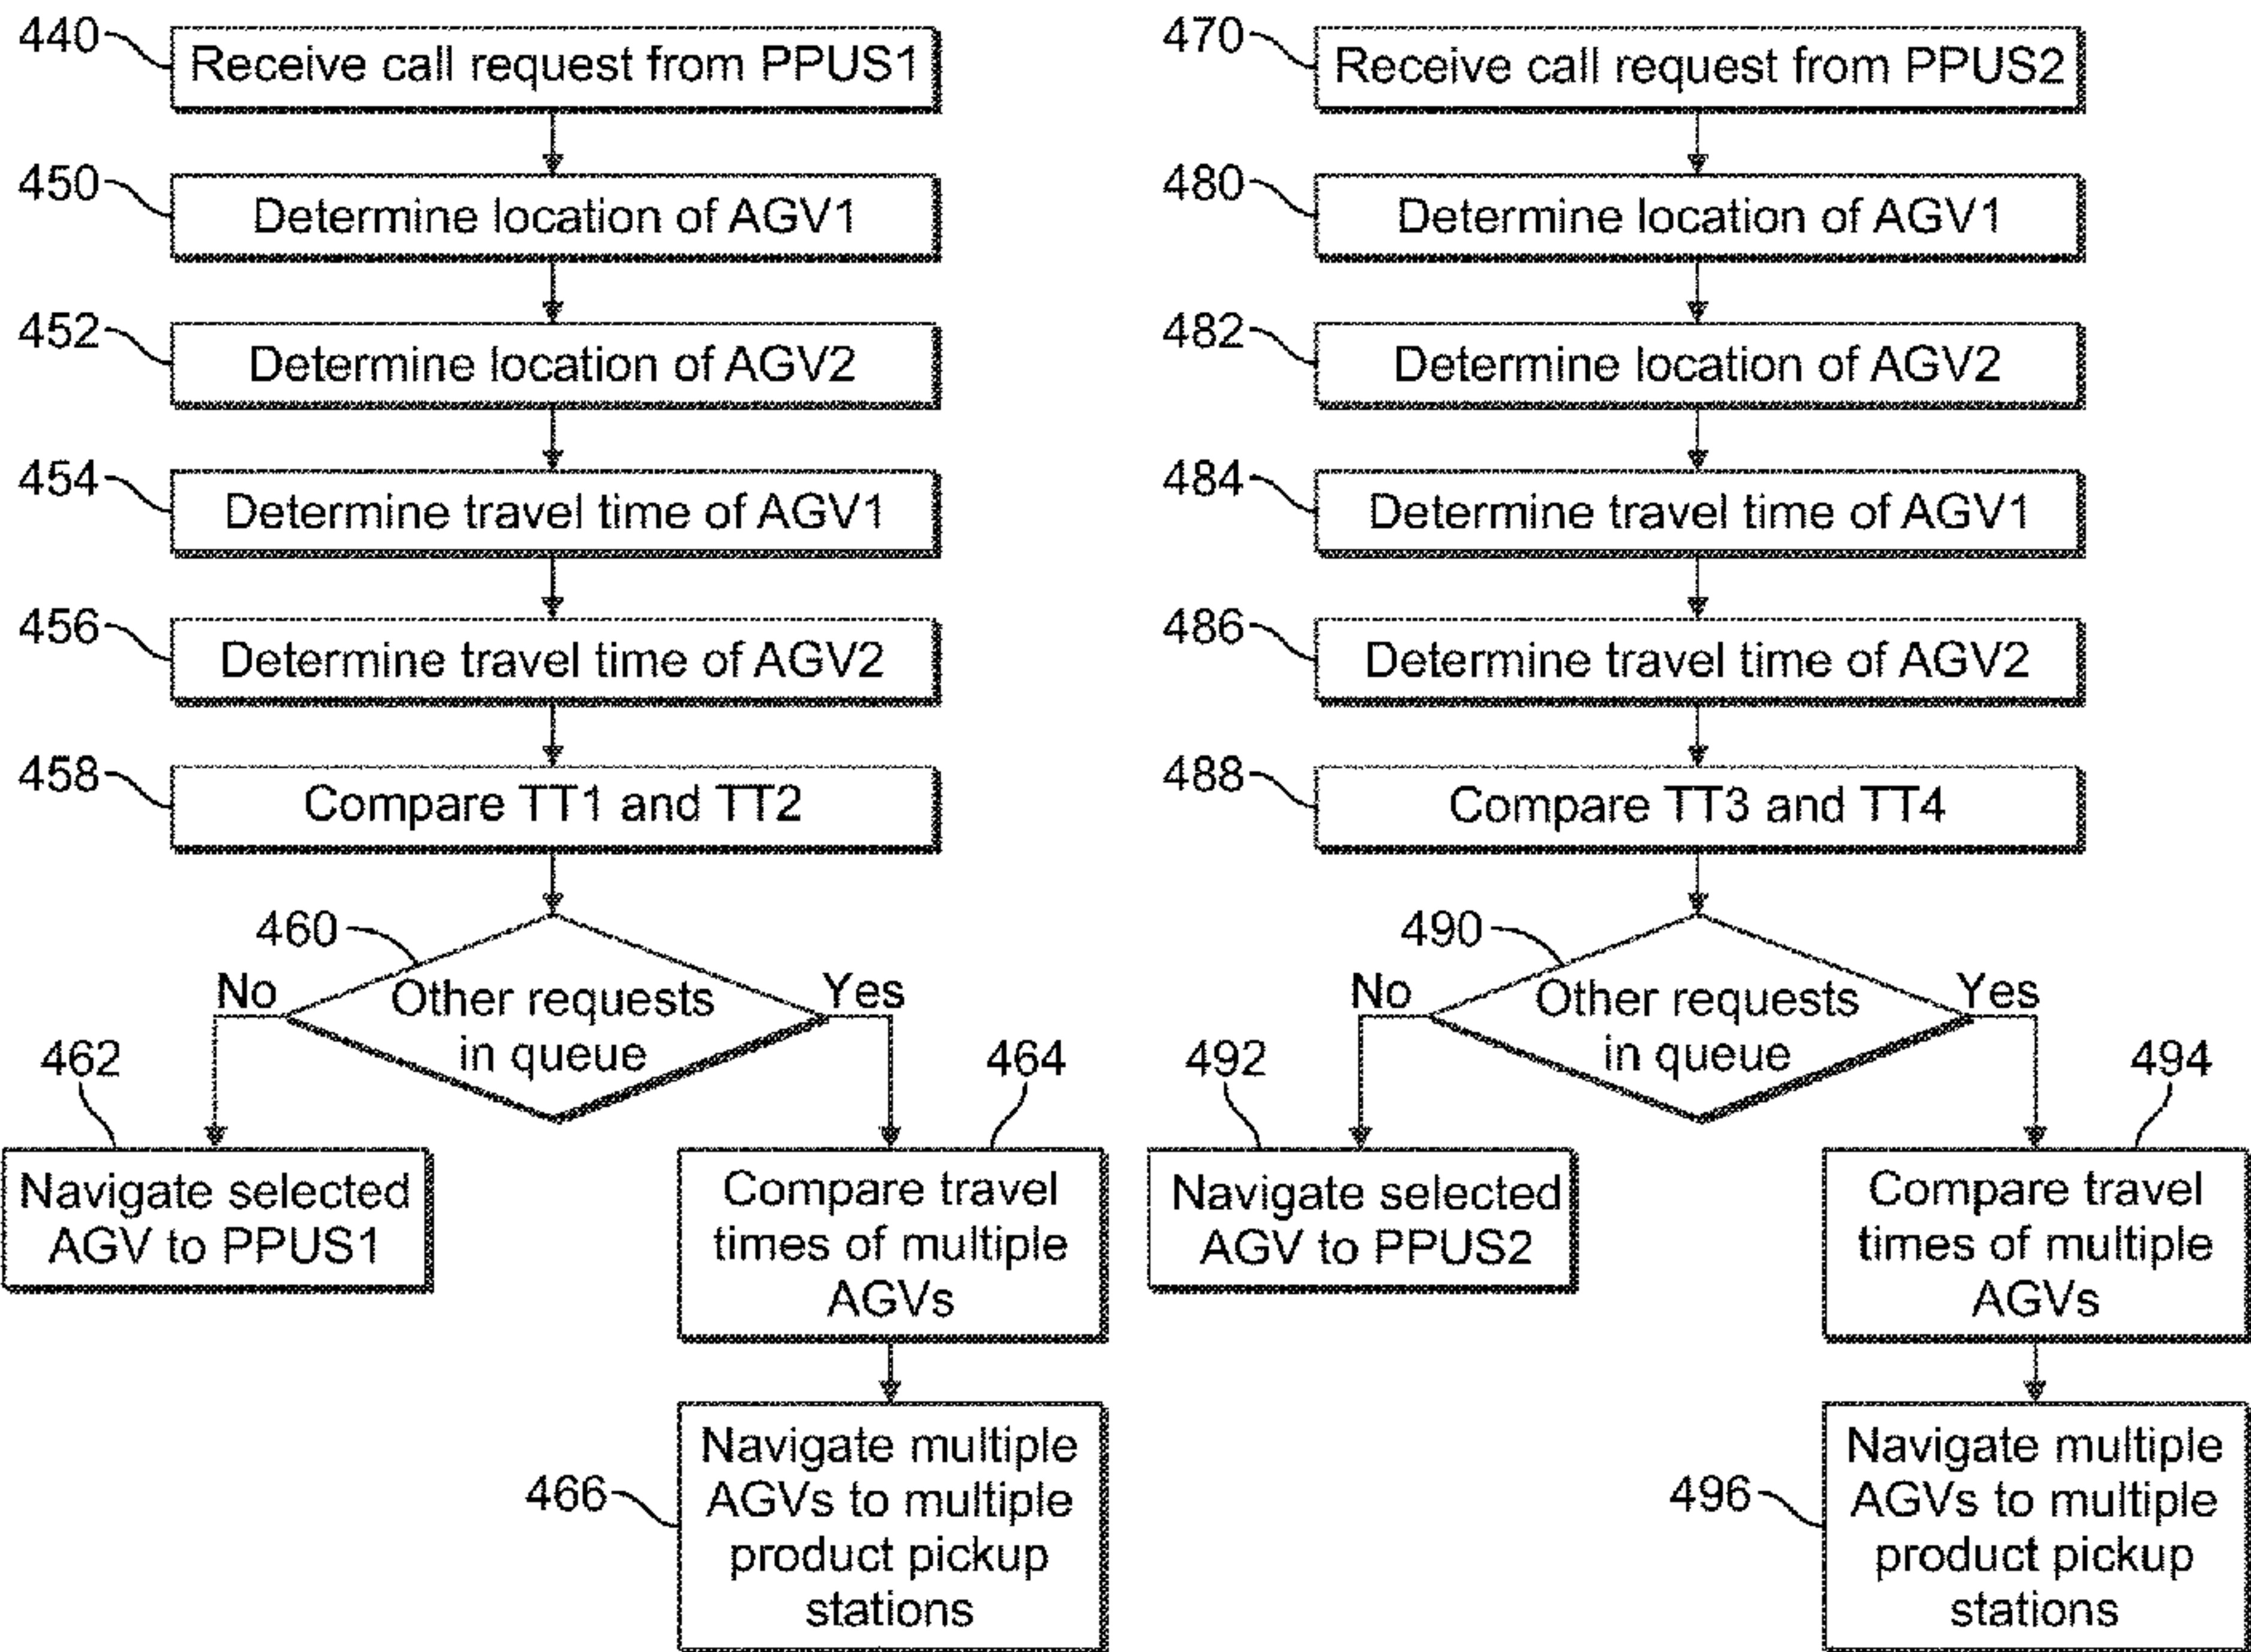 440
Receive call request from PPUS1
450
Determine location of AGV1
452
Determine location of AGV2
454
Determine travel time of AGV1
456
Determine travel time of AGV2
458
Compare TT1 and TT2
460
Other requests
in queue
No
Yes
462
Navigate selected
AGV to PPUS1
464
Compare travel
times of multiple
AGVs
466
Navigate multiple
AGVs to multiple
product pickup
stations
470
Receive call request from PPUS2
480
Determine location of AGV1
482
Determine location of AGV2
484
Determine travel time of AGV1
486
Determine travel time of AGV2
488
Compare TT3 and TT4
490
Other requests
in queue
No
Yes
492
Navigate selected
AGV to PPUS2
494
Compare travel
times of multiple
AGVs
496
Navigate multiple
AGVs to multiple
product pickup
stations